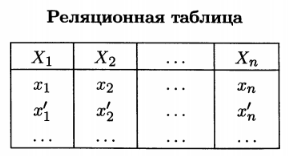 Реляционная таблица
X₁ X₂ ... Xₙ
x₁ x₂ ... xₙ
x′₁ x′₂ ... x′ₙ
... ... ... ...